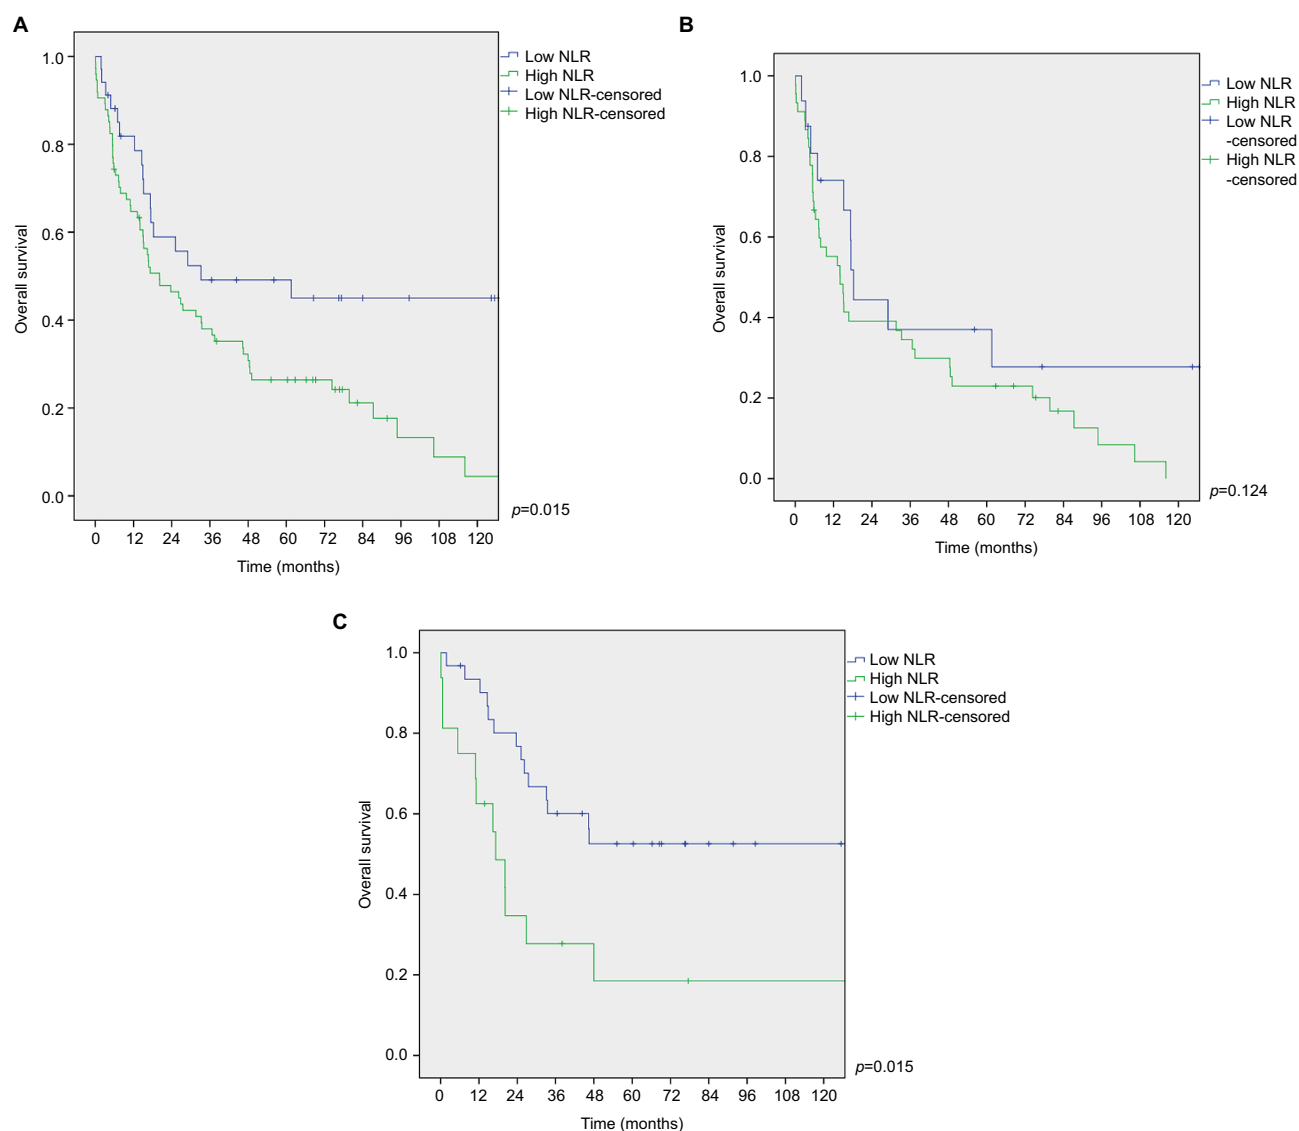 A
1.0
0.8
0.6
0.4
0.2
0.0
Overall survival
0 12 24 36 48 60 72 84 96 108 120
Time (months)
Low NLR
High NLR
Low NLR-censored
High NLR-censored
p=0.015
B
1.0
0.8
0.6
0.4
0.2
0.0
Overall survival
0 12 24 36 48 60 72 84 96 108 120
Time (months)
Low NLR
High NLR
Low NLR
-censored
High NLR
-censored
p=0.124
C
1.0
0.8
0.6
0.4
0.2
0.0
Overall survival
0 12 24 36 48 60 72 84 96 108 120
Time (months)
Low NLR
High NLR
Low NLR-censored
High NLR-censored
p=0.015